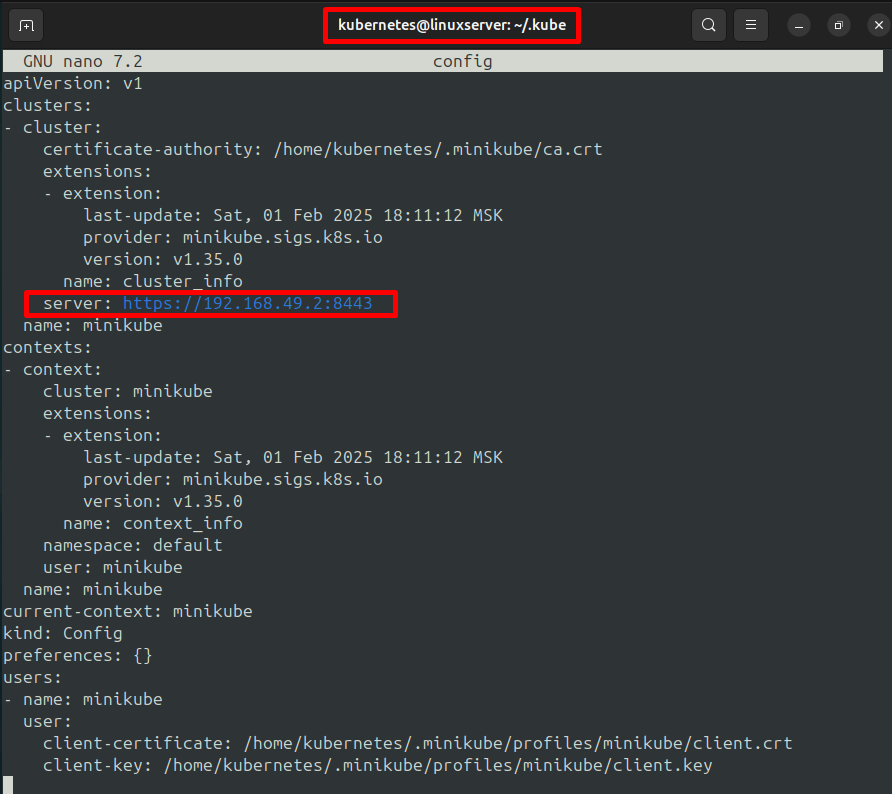 kubernetes@linuxserver: ~/.kube
GNU nano 7.2 config
apiVersion: v1
clusters:
- cluster:
    certificate-authority: /home/kubernetes/.minikube/ca.crt
    extensions:
    - extension:
        last-update: Sat, 01 Feb 2025 18:11:12 MSK
        provider: minikube.sigs.k8s.io
        version: v1.35.0
      name: cluster_info
    server: https://192.168.49.2:8443
  name: minikube
contexts:
- context:
    cluster: minikube
    extensions:
    - extension:
        last-update: Sat, 01 Feb 2025 18:11:12 MSK
        provider: minikube.sigs.k8s.io
        version: v1.35.0
      name: context_info
    namespace: default
    user: minikube
  name: minikube
current-context: minikube
kind: Config
preferences: {}
users:
- name: minikube
  user:
    client-certificate: /home/kubernetes/.minikube/profiles/minikube/client.crt
    client-key: /home/kubernetes/.minikube/profiles/minikube/client.key